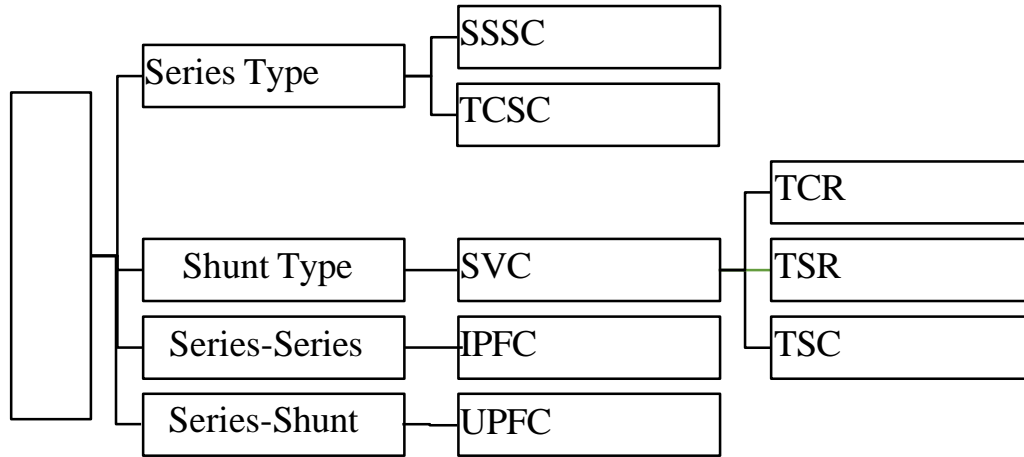 SSSC
Series Type
TCSC
TCR
Shunt Type
SVC
TSR
Series-Series
IPFC
TSC
Series-Shunt
UPFC